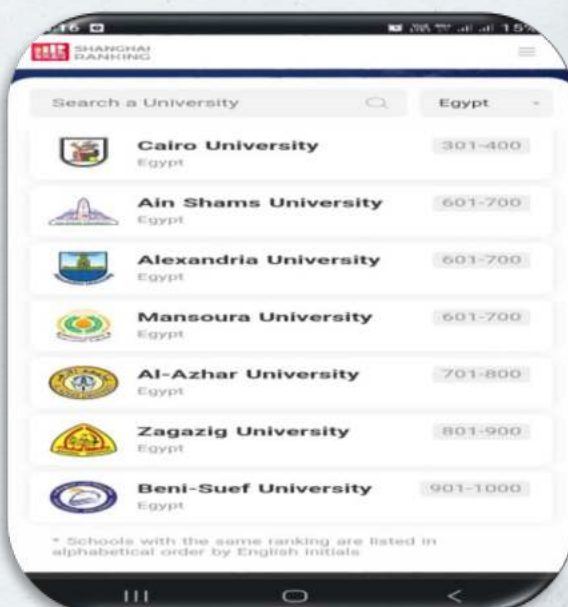 :16
15%
SHANGHAI
RANKING
Search a University
Egypt
Cairo University
301-400
Egypt
Ain Shams University
601-700
Egypt
Alexandria University
601-700
Egypt
Mansoura University
601-700
Egypt
Al-Azhar University
701-800
Egypt
Zagazig University
801-900
Egypt
Beni-Suef University
901-1000
Egypt
* Schools with the same ranking are listed in
alphabetical order by English initials